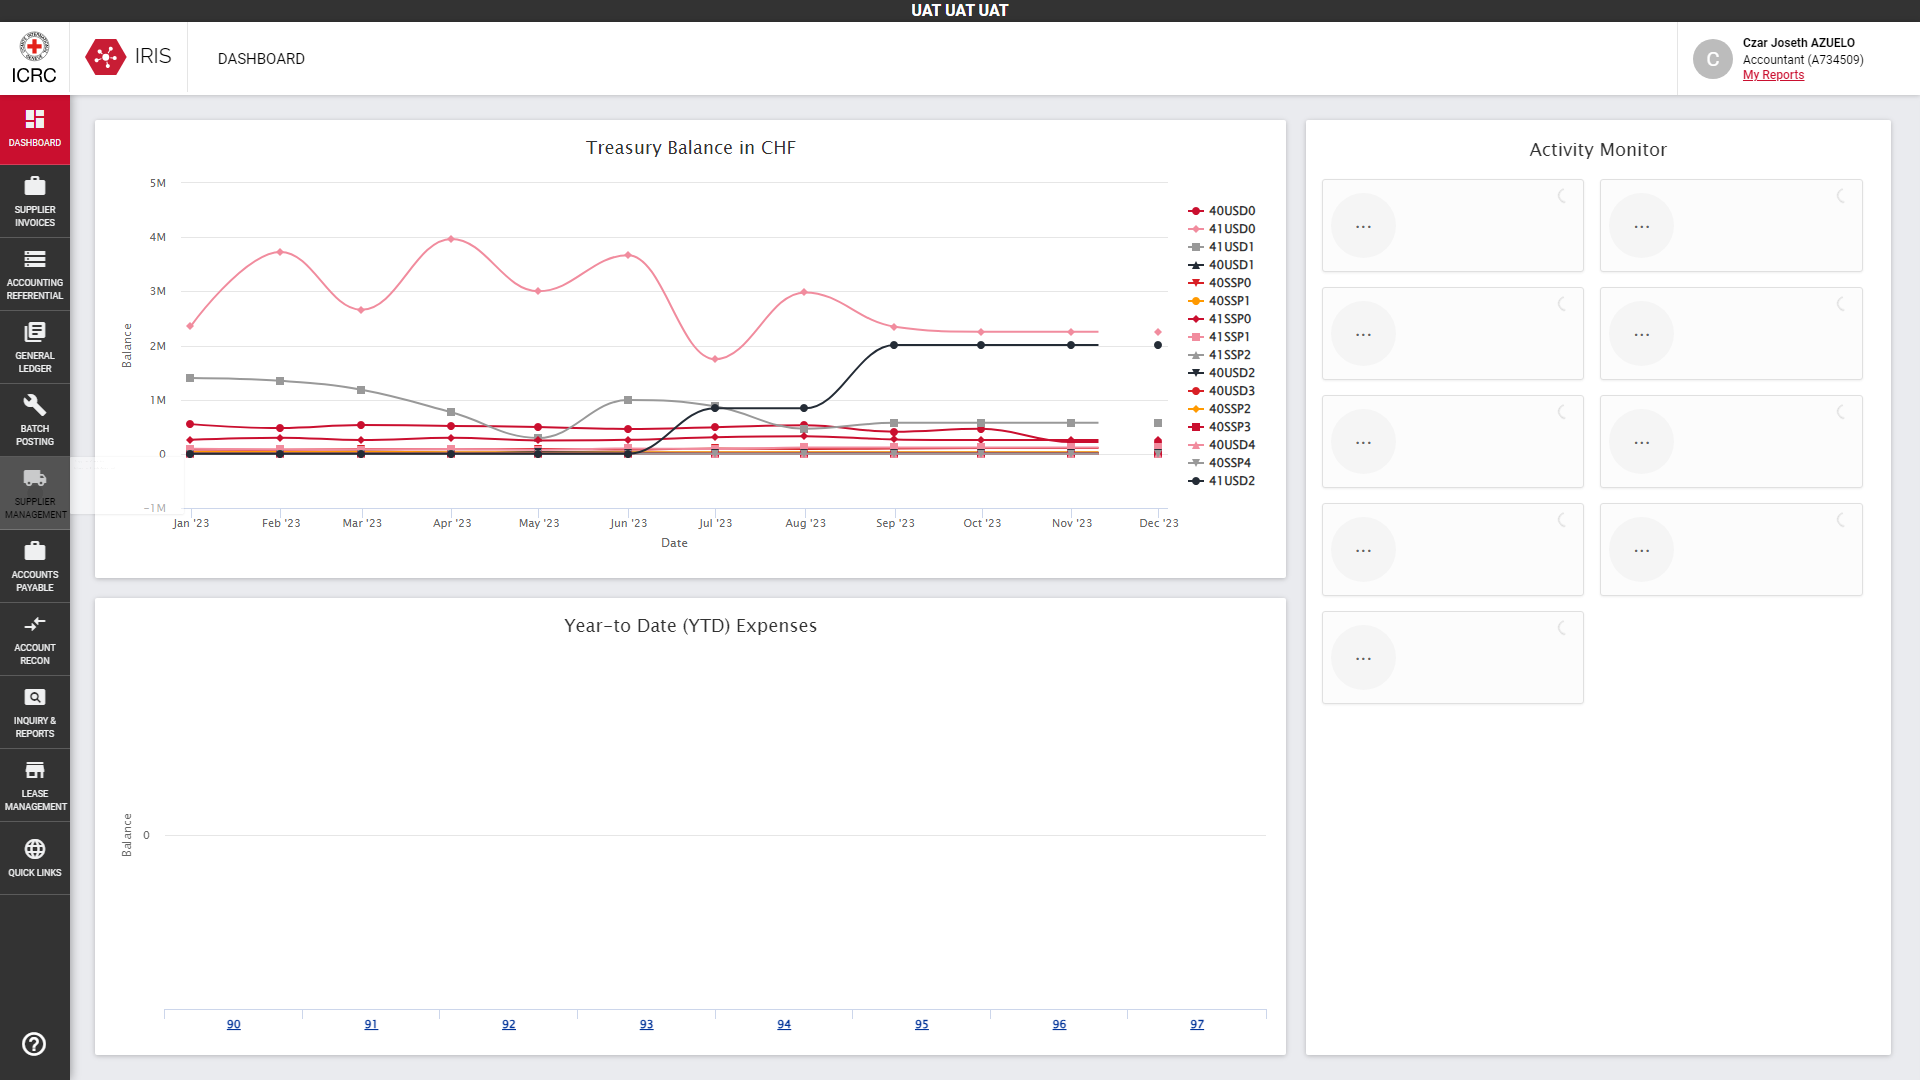 UAT UAT UAT
ICRC
IRIS
DASHBOARD
C
Czar Joseth AZUELO
Accountant (A734509)
My Reports
DASHBOARD
SUPPLIER
INVOICES
ACCOUNTING
REFERENTIAL
GENERAL
LEDGER
BATCH
POSTING
SUPPLIER
MANAGEMENT
ACCOUNTS
PAYABLE
ACCOUNT
RECON
INQUIRY &
REPORTS
LEASE
MANAGEMENT
QUICK LINKS
Treasury Balance in CHF
5M
4M
3M
2M
1M
0
-1M
Balance
Jan '23
Feb '23
Mar '23
Apr '23
May '23
Jun '23
Jul '23
Aug '23
Sep '23
Oct '23
Nov '23
Dec '23
Date
40USD0
41USD0
41USD1
40USD1
40SSP0
40SSP1
41SSP0
41SSP1
41SSP2
40USD2
40USD3
40SSP2
40SSP3
40USD4
40SSP4
41USD2
Year-to Date (YTD) Expenses
Balance
0
90
91
92
93
94
95
96
97
Activity Monitor
...
...
...
...
...
...
...
...
...